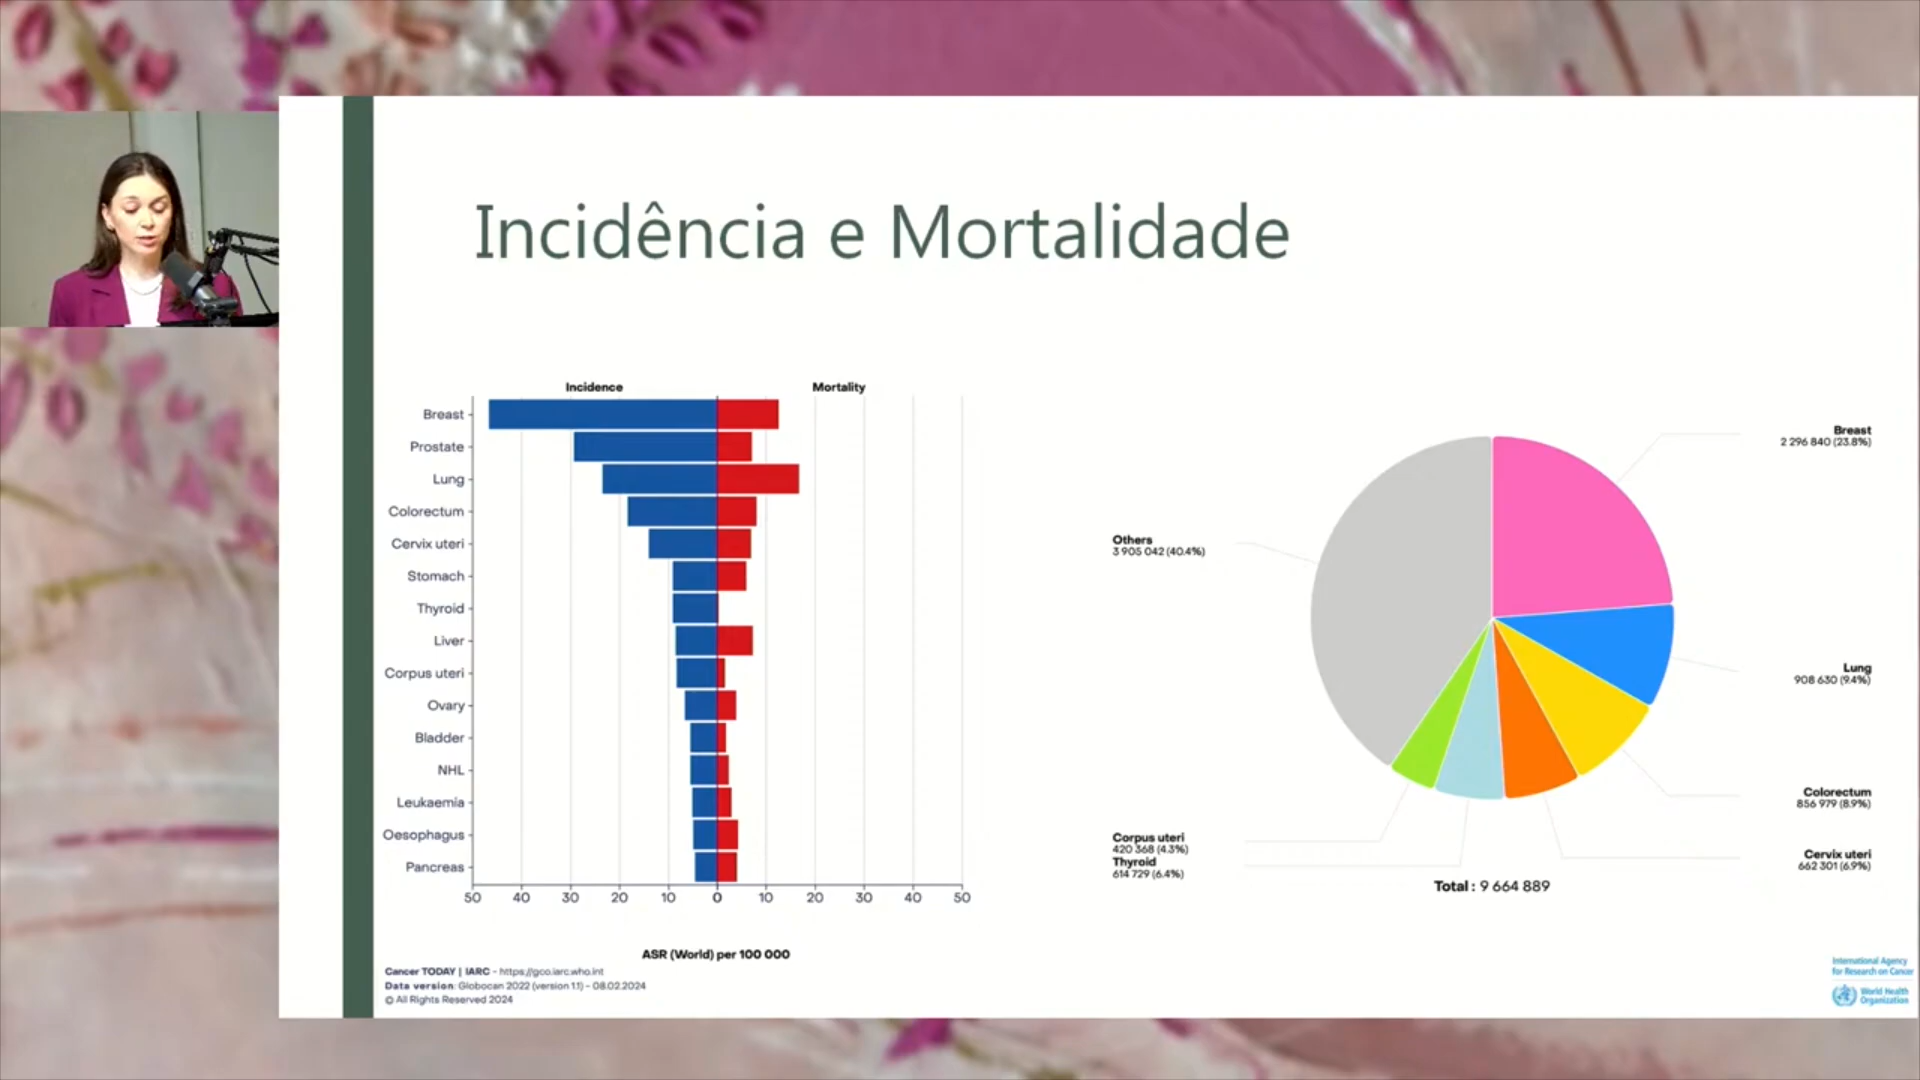 Incidência e Mortalidade
Incidence
Mortality
Breast
Prostate
Lung
Colorectum
Cervix uteri
Stomach
Thyroid
Liver
Corpus uteri
Ovary
Bladder
NHL
Leukaemia
Oesophagus
Pancreas
50 40 30 20 10 0 10 20 30 40 50
ASR (World) per 100 000
Cancer TODAY | IARC - https://gco.iarc.who.int
Data version: Globocan 2022 (version 1.1) - 08.02.2024
© All Rights Reserved 2024
Breast
2 296 840 (23.8%)
Others
3 905 042 (40.4%)
Lung
908 630 (9.4%)
Colorectum
856 979 (8.9%)
Cervix uteri
662 301 (6.9%)
Corpus uteri
420 368 (4.3%)
Thyroid
614 729 (6.4%)
Total : 9 664 889
International Agency
for Research on Cancer
World Health
Organization